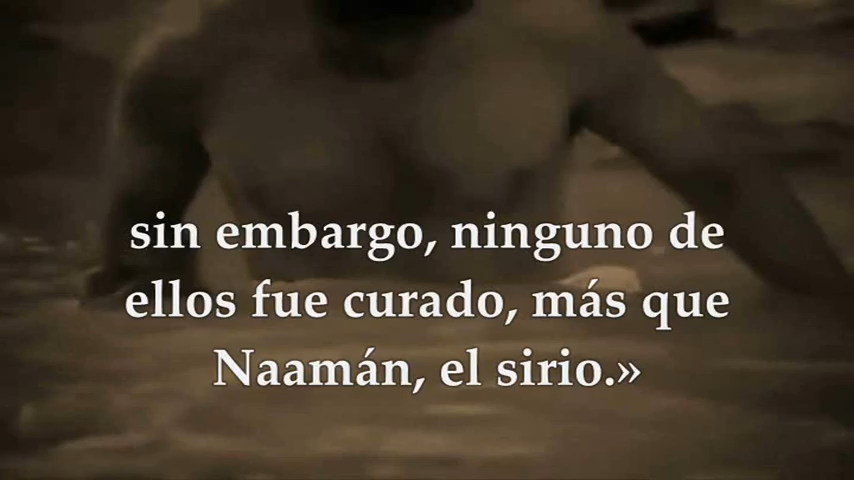 sin embargo, ninguno de
ellos fue curado, más que
Naamán, el sirio.»